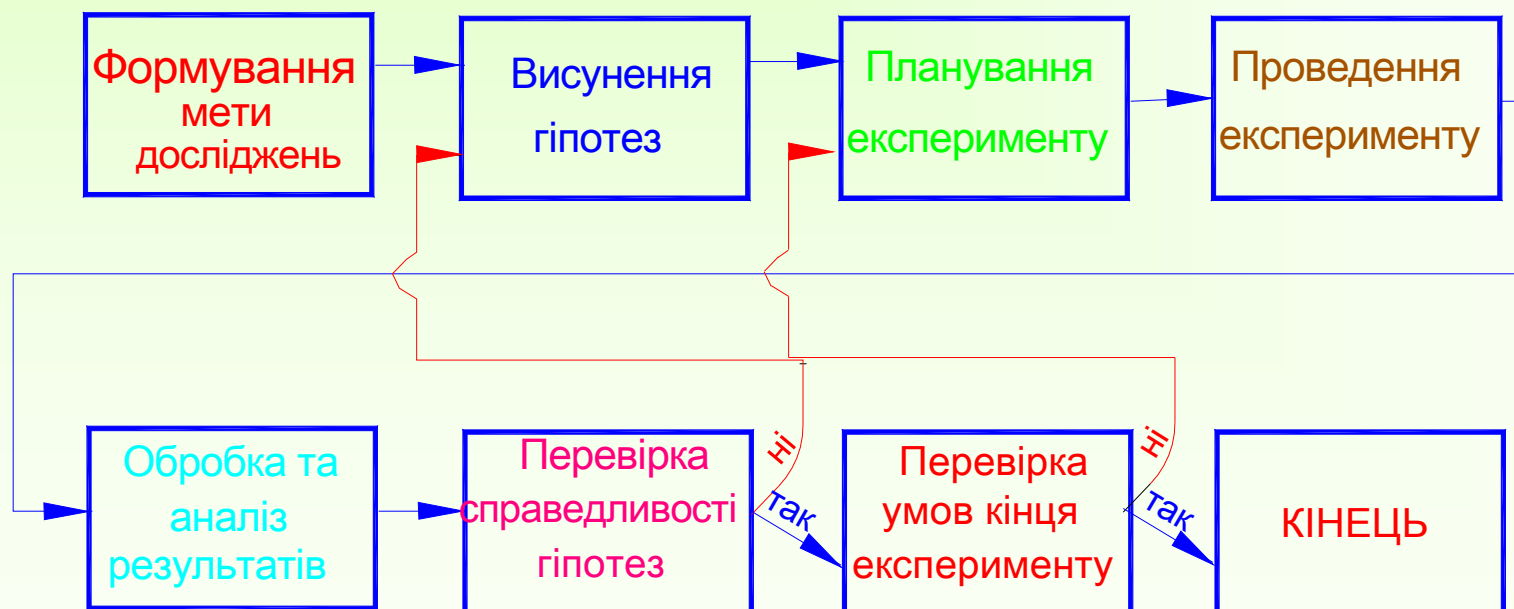 Формування
мети
досліджень
Висунення
гіпотез
Планування
експерименту
Проведення
експерименту
Обробка та
аналіз
результатів
Перевірка
справедливості
гіпотез
ні
так
Перевірка
умов кінця
експерименту
ні
так
КІНЕЦЬ